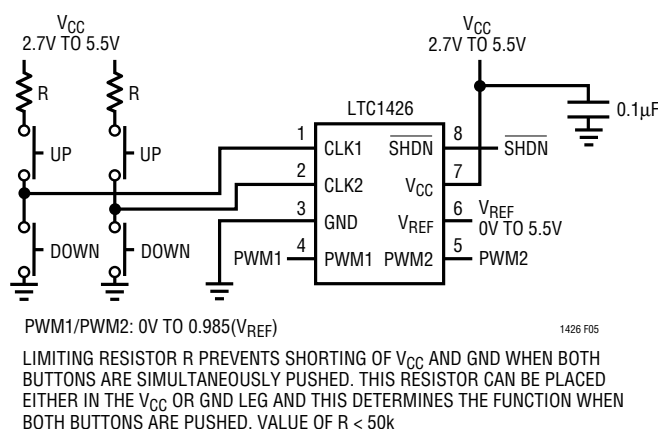 VCC
2.7V TO 5.5V
VCC
2.7V TO 5.5V
R
R
LTC1426
0.1µF
UP
UP
1
CLK1
SHDN
8
SHDN
2
CLK2
VCC
7
3
GND
VREF
6
VREF
0V TO 5.5V
DOWN
DOWN
PWM1
4
PWM1
PWM2
5
PWM2
PWM1/PWM2: 0V TO 0.985(VREF)
1426 F05
LIMITING RESISTOR R PREVENTS SHORTING OF VCC AND GND WHEN BOTH
BUTTONS ARE SIMULTANEOUSLY PUSHED. THIS RESISTOR CAN BE PLACED
EITHER IN THE VCC OR GND LEG AND THIS DETERMINES THE FUNCTION WHEN
BOTH BUTTONS ARE PUSHED. VALUE OF R < 50k